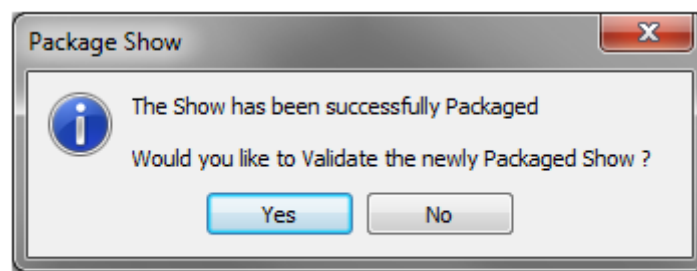 Package Show
The Show has been successfully Packaged
Would you like to Validate the newly Packaged Show ?
Yes
No